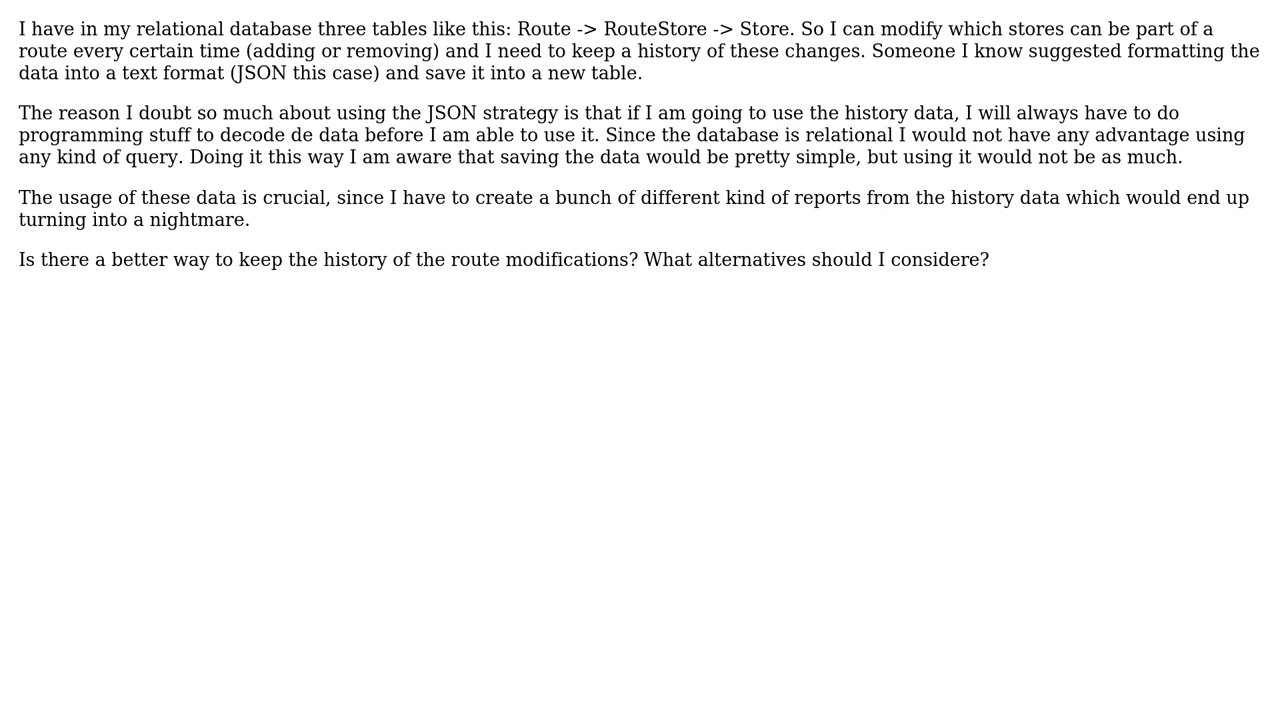 I have in my relational database three tables like this: Route -> RouteStore -> Store. So I can modify which stores can be part of a
route every certain time (adding or removing) and I need to keep a history of these changes. Someone I know suggested formatting the
data into a text format (JSON this case) and save it into a new table.
The reason I doubt so much about using the JSON strategy is that if I am going to use the history data, I will always have to do
programming stuff to decode de data before I am able to use it. Since the database is relational I would not have any advantage using
any kind of query. Doing it this way I am aware that saving the data would be pretty simple, but using it would not be as much.
The usage of these data is crucial, since I have to create a bunch of different kind of reports from the history data which would end up
turning into a nightmare.
Is there a better way to keep the history of the route modifications? What alternatives should I considere?